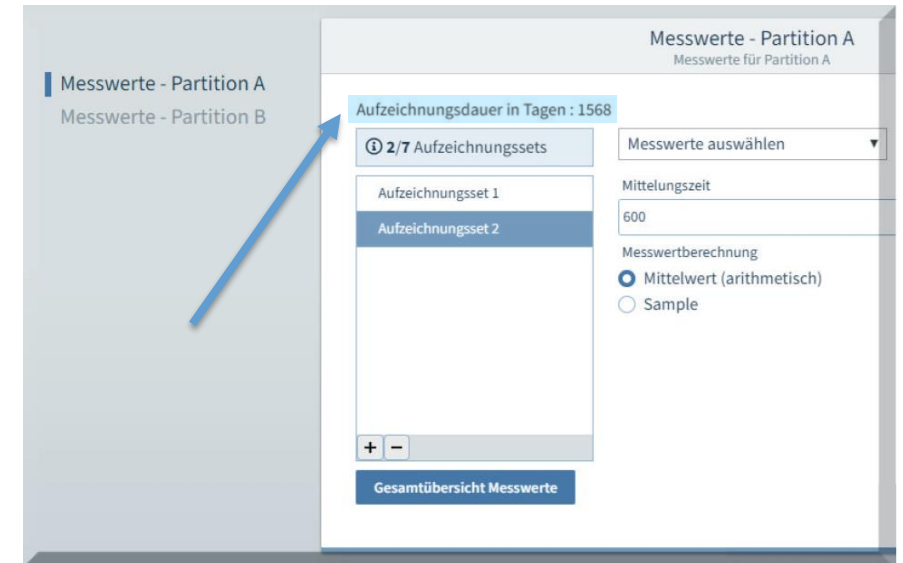 Messwerte - Partition A
Messwerte für Partition A
Messwerte - Partition A
Messwerte - Partition B
Aufzeichnungsdauer in Tagen : 1568
2/7 Aufzeichnungssets
Messwerte auswählen
Aufzeichnungsset 1
Aufzeichnungsset 2
Mittelungszeit
600
Messwertberechnung
Mittelwert (arithmetisch)
Sample
+ −
Gesamtübersicht Messwerte